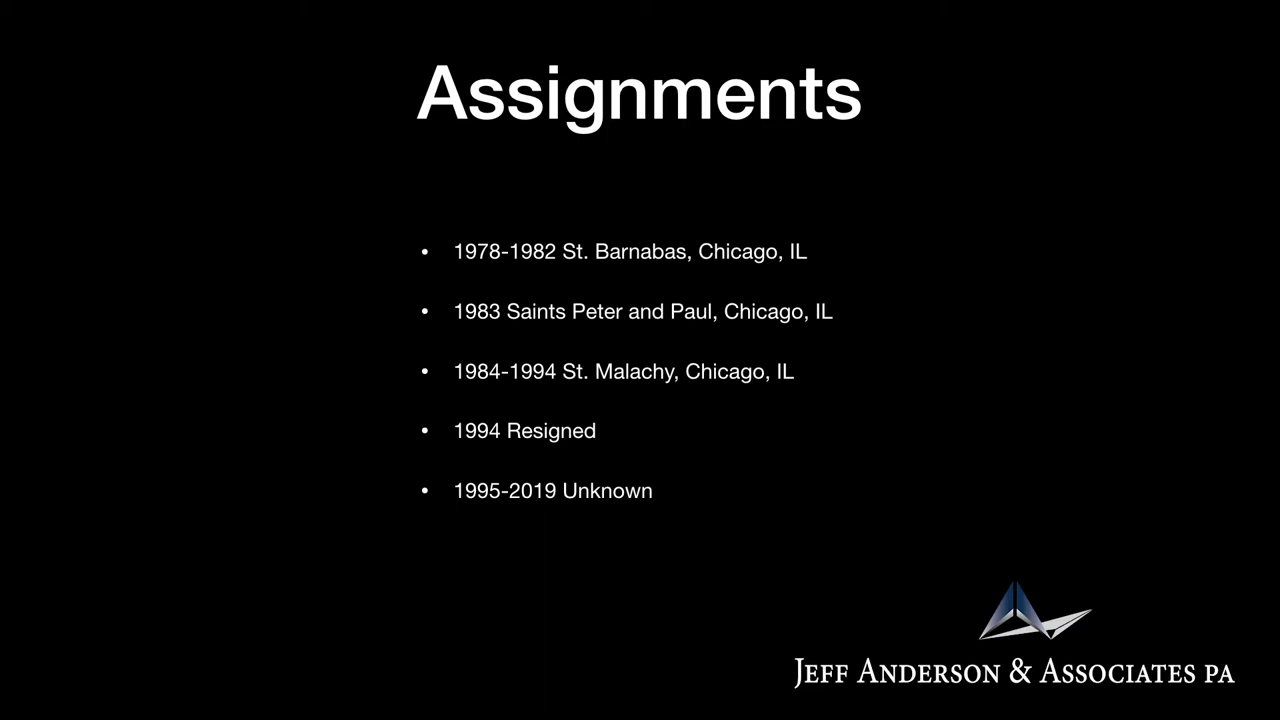 Assignments
• 1978-1982 St. Barnabas, Chicago, IL
• 1983 Saints Peter and Paul, Chicago, IL
• 1984-1994 St. Malachy, Chicago, IL
• 1994 Resigned
• 1995-2019 Unknown
JEFF ANDERSON & ASSOCIATES PA